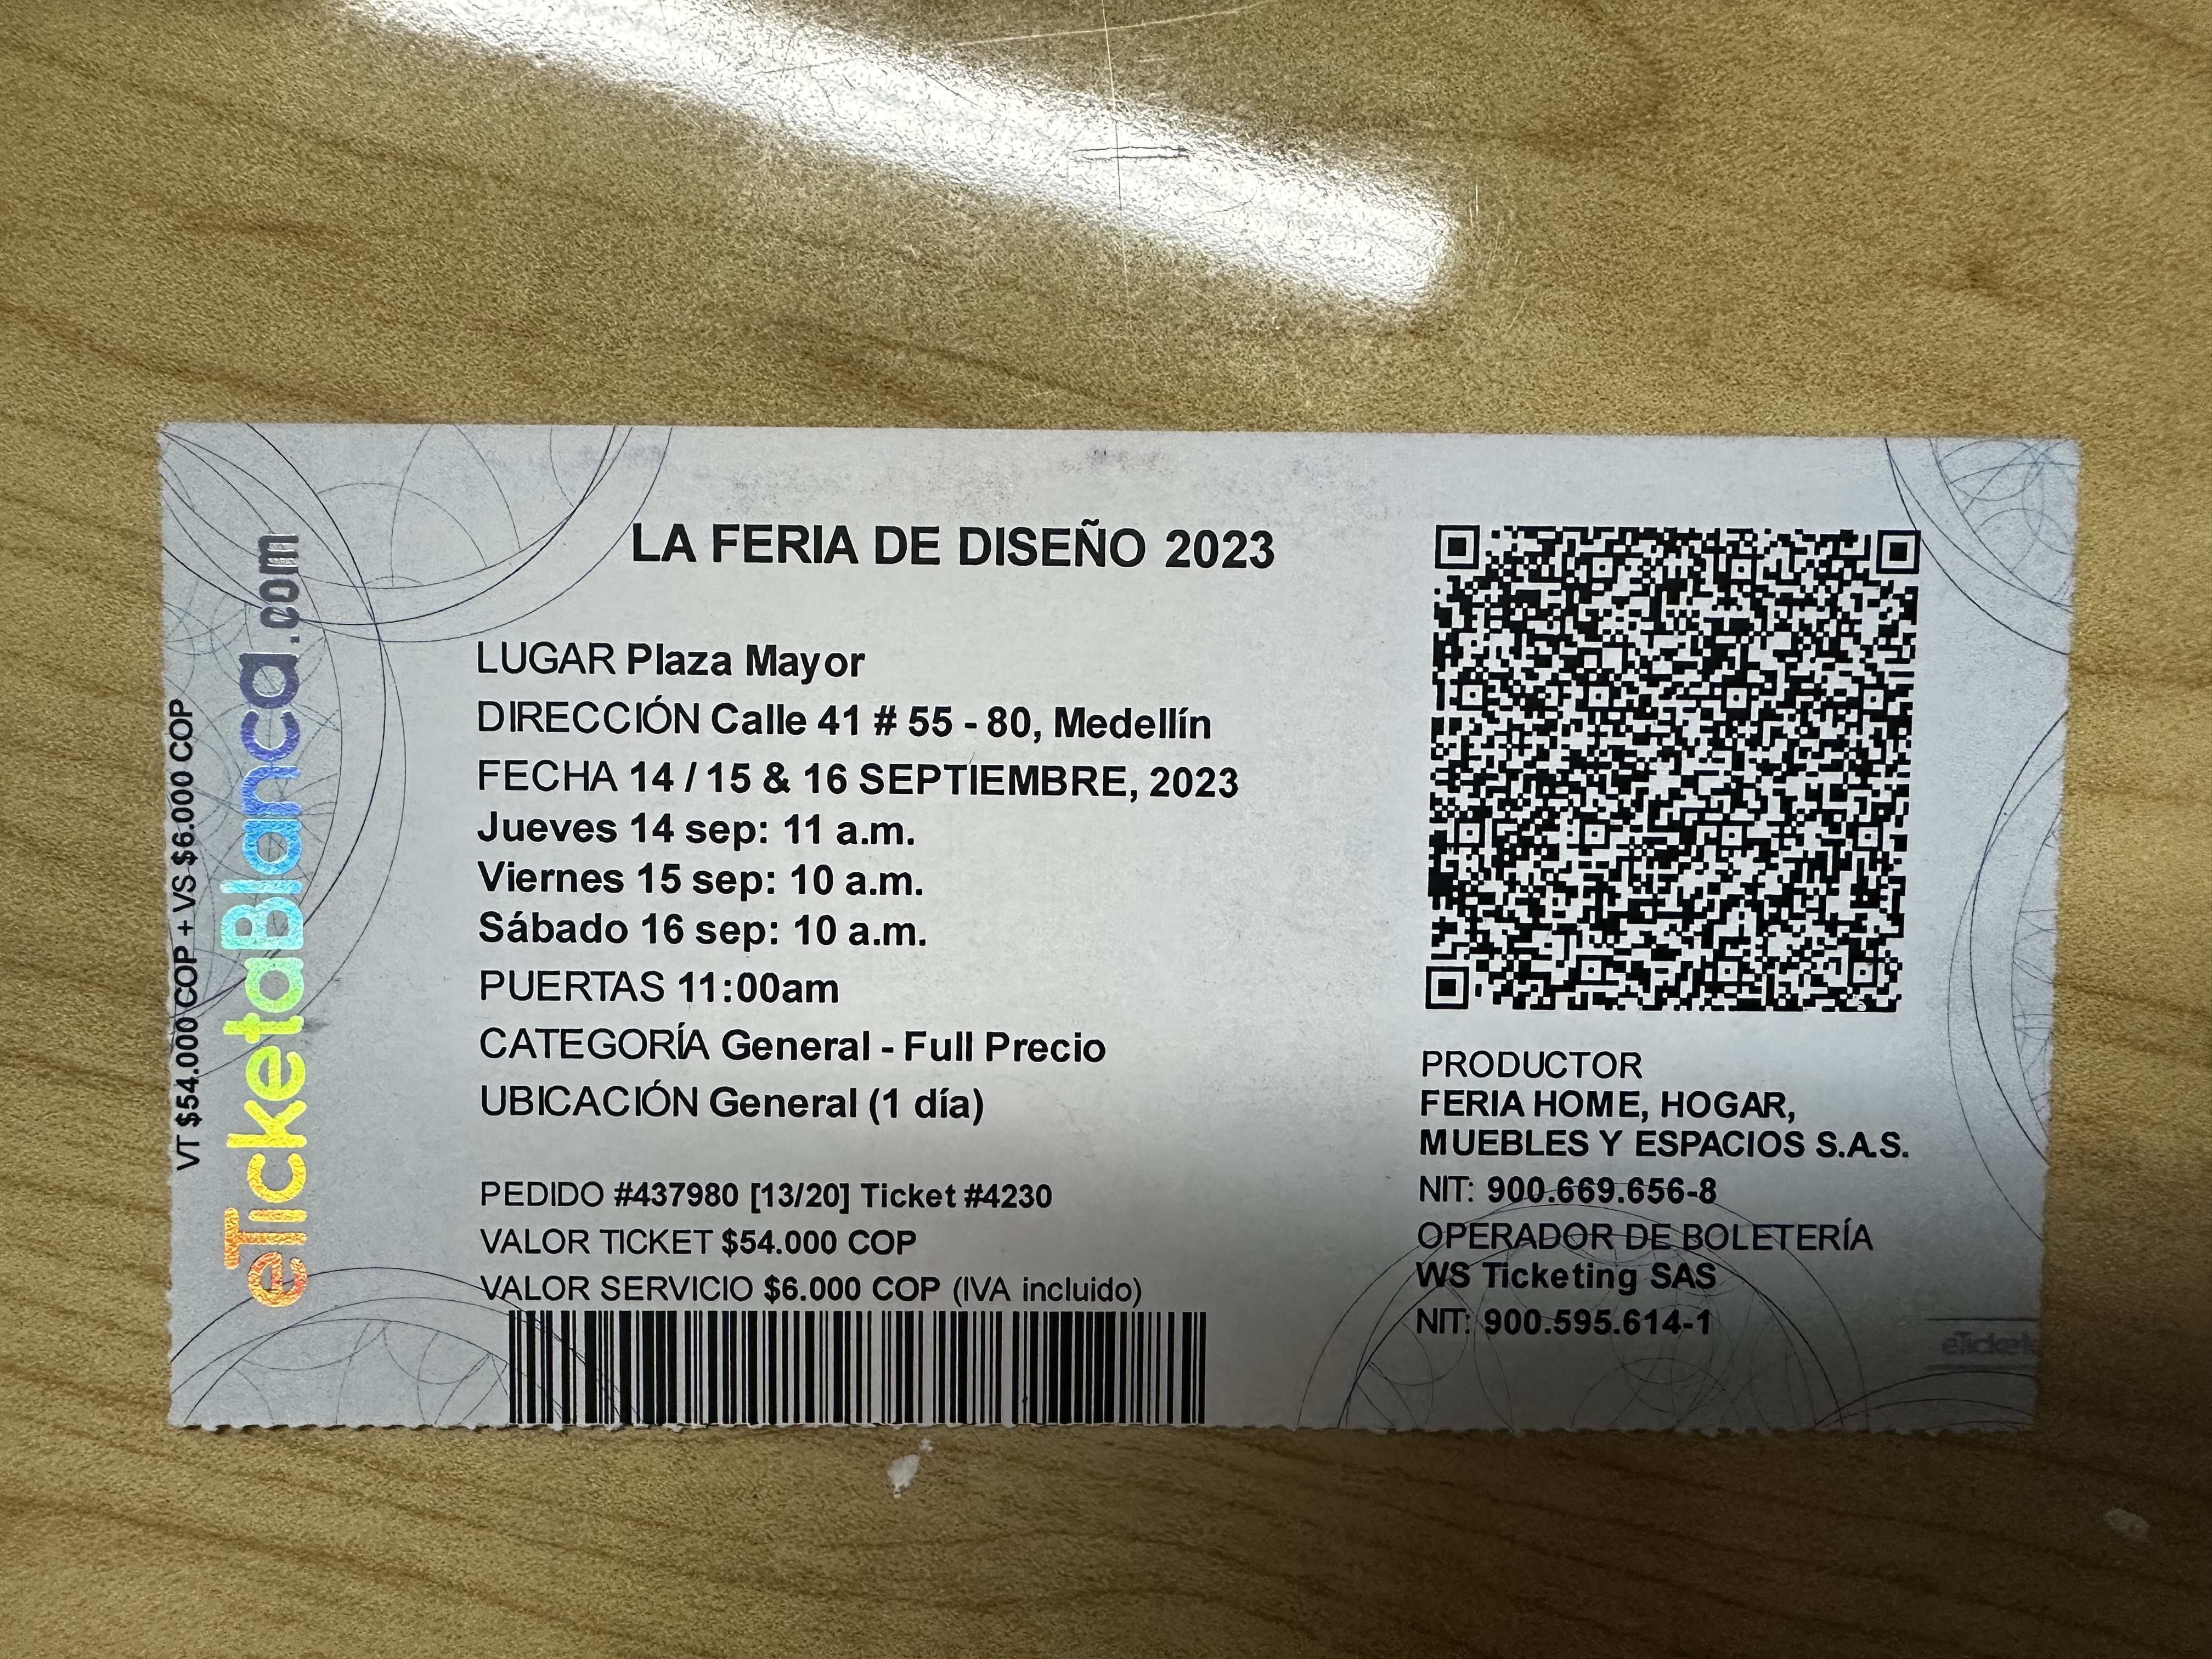 VT $54.000 COP + VS $6.000 COP
eTicketaBlanca.com
LA FERIA DE DISEÑO 2023
LUGAR Plaza Mayor
DIRECCIÓN Calle 41 # 55 - 80, Medellín
FECHA 14 / 15 & 16 SEPTIEMBRE, 2023
Jueves 14 sep: 11 a.m.
Viernes 15 sep: 10 a.m.
Sábado 16 sep: 10 a.m.
PUERTAS 11:00am
CATEGORÍA General - Full Precio
UBICACIÓN General (1 día)
PEDIDO #437980 [13/20] Ticket #4230
VALOR TICKET $54.000 COP
VALOR SERVICIO $6.000 COP (IVA incluido)
PRODUCTOR
FERIA HOME, HOGAR,
MUEBLES Y ESPACIOS S.A.S.
NIT: 900.669.656-8
OPERADOR DE BOLETERÍA
WS Ticketing SAS
NIT: 900.595.614-1